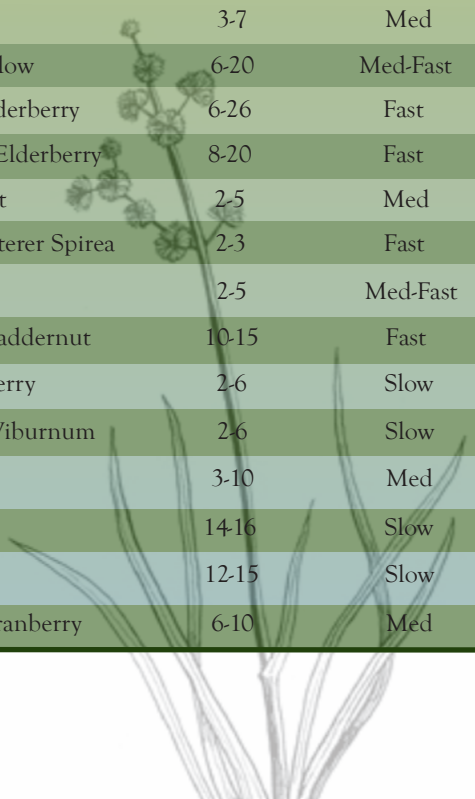 3-7 Med
low 6-20 Med-Fast
derberry 6-26 Fast
Elderberry 8-20 Fast
t 2-5 Med
terer Spirea 2-3 Fast
2-5 Med-Fast
addernut 10-15 Fast
erry 2-6 Slow
Viburnum 2-6 Slow
3-10 Med
14-16 Slow
12-15 Slow
ranberry 6-10 Med